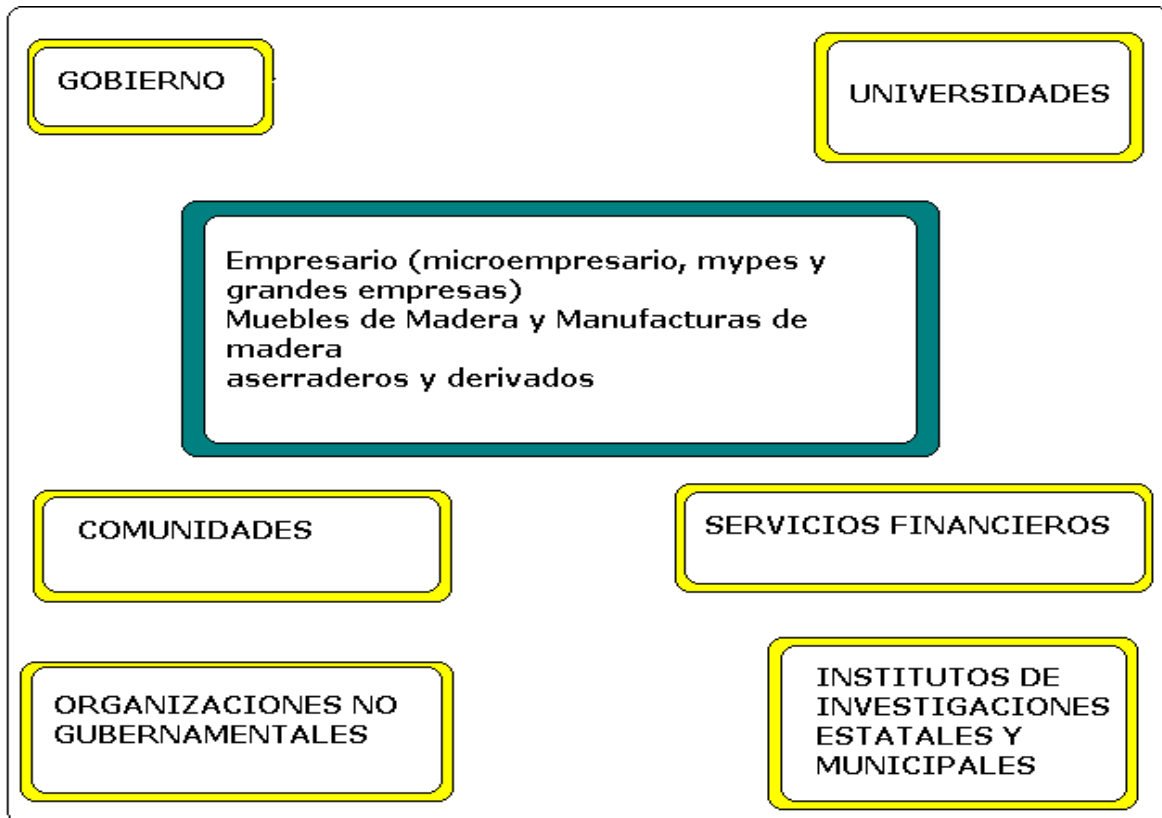 GOBIERNO
UNIVERSIDADES
Empresario (microempresario, mypes y
grandes empresas)
Muebles de Madera y Manufacturas de
madera
aserraderos y derivados
COMUNIDADES
SERVICIOS FINANCIEROS
ORGANIZACIONES NO
GUBERNAMENTALES
INSTITUTOS DE
INVESTIGACIONES
ESTATALES Y
MUNICIPALES